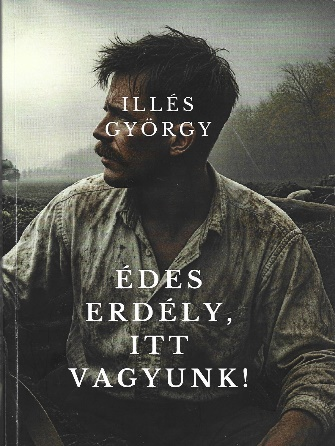 ILLÉS
GYÖRGY
ÉDES
ERDÉLY,
ITT
VAGYUNK!